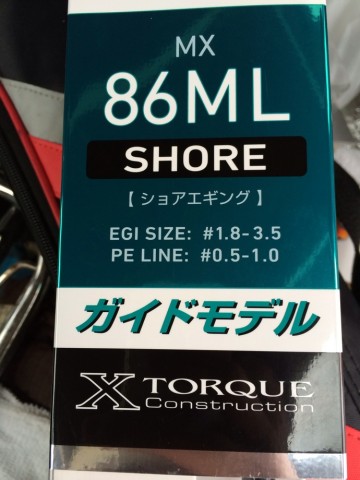 MX
86ML
SHORE
【ショアエギング】
EGI SIZE: #1.8-3.5
PE LINE: #0.5-1.0
ガイドモデル
X TORQUE
Construction